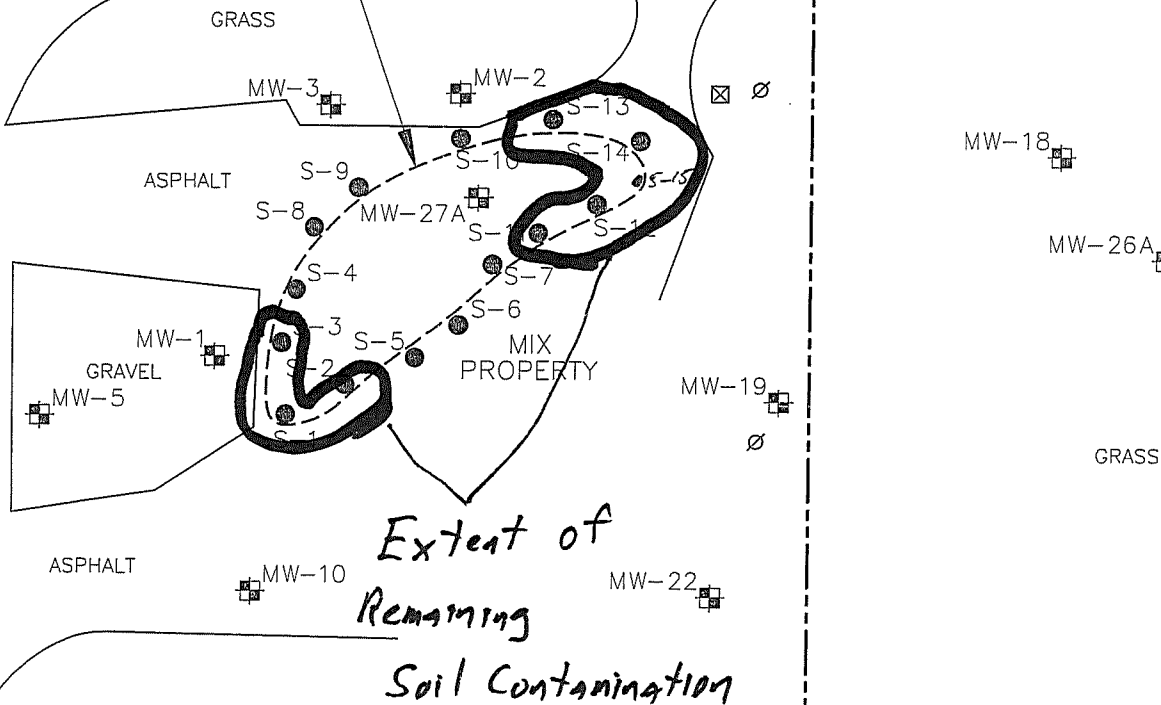 GRASS
MW-3
MW-2
S-13
S-10
S-14
MW-18
ASPHALT
S-9
S-15
MW-27A
S-8
MW-26A
S-7
S-4
S-6
MW-1
S-5
MIX
PROPERTY
GRAVEL
S-2
MW-5
MW-19
S-1
GRASS
Extent of
ASPHALT
MW-10
MW-22
Remaining
Soil Contamination